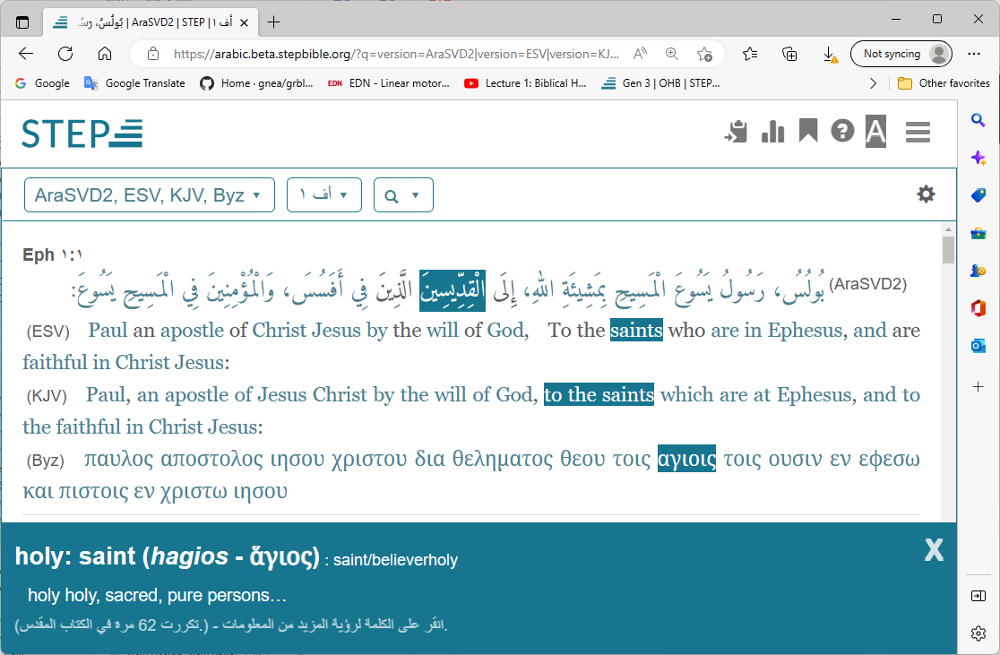 أف ١ | AraSVD2 | STEP | بُولُسُ، رَسُ
https://arabic.beta.stepbible.org/?q=version=AraSVD2|version=ESV|version=KJ...
Not syncing
Google
Google Translate
Home · gnea/grbl...
EDN
EDN - Linear motor...
Lecture 1: Biblical H...
Gen 3 | OHB | STEP...
Other favorites
STEP
A
AraSVD2, ESV, KJV, Byz
أف ١
Eph ١:١
(AraSVD2) بُولُسُ، رَسُولُ يَسُوعَ الْمَسِيحِ بِمَشِيئَةِ اللهِ، إِلَى الْقِدِّيسِينَ الَّذِينَ فِي أَفَسُسَ، وَالْمُؤْمِنِينَ فِي الْمَسِيحِ يَسُوعَ:
(ESV) Paul an apostle of Christ Jesus by the will of God, To the saints who are in Ephesus, and are
faithful in Christ Jesus:
(KJV) Paul, an apostle of Jesus Christ by the will of God, to the saints which are at Ephesus, and to
the faithful in Christ Jesus:
(Byz) παυλος αποστολος ιησου χριστου δια θεληματος θεου τοις αγιοις τοις ουσιν εν εφεσω
και πιστοις εν χριστω ιησου
holy: saint (hagios - ἅγιος) : saint/believerholy
X
holy holy, sacred, pure persons…
(تكررت 62 مرة في الكتاب المقدس.) - انقر على الكلمة لرؤية المزيد من المعلومات.